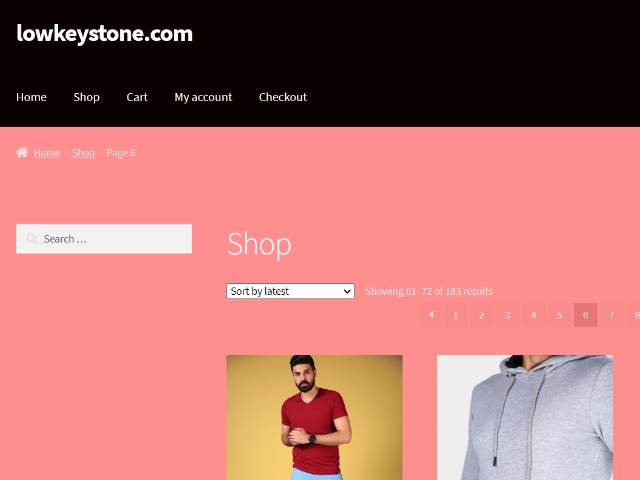 lowkeystone.com
Home Shop Cart My account Checkout
Home > Shop > Page 6
Search …
Shop
Sort by latest
Showing 61–72 of 183 results
1 2 3 4 5 6 7 8